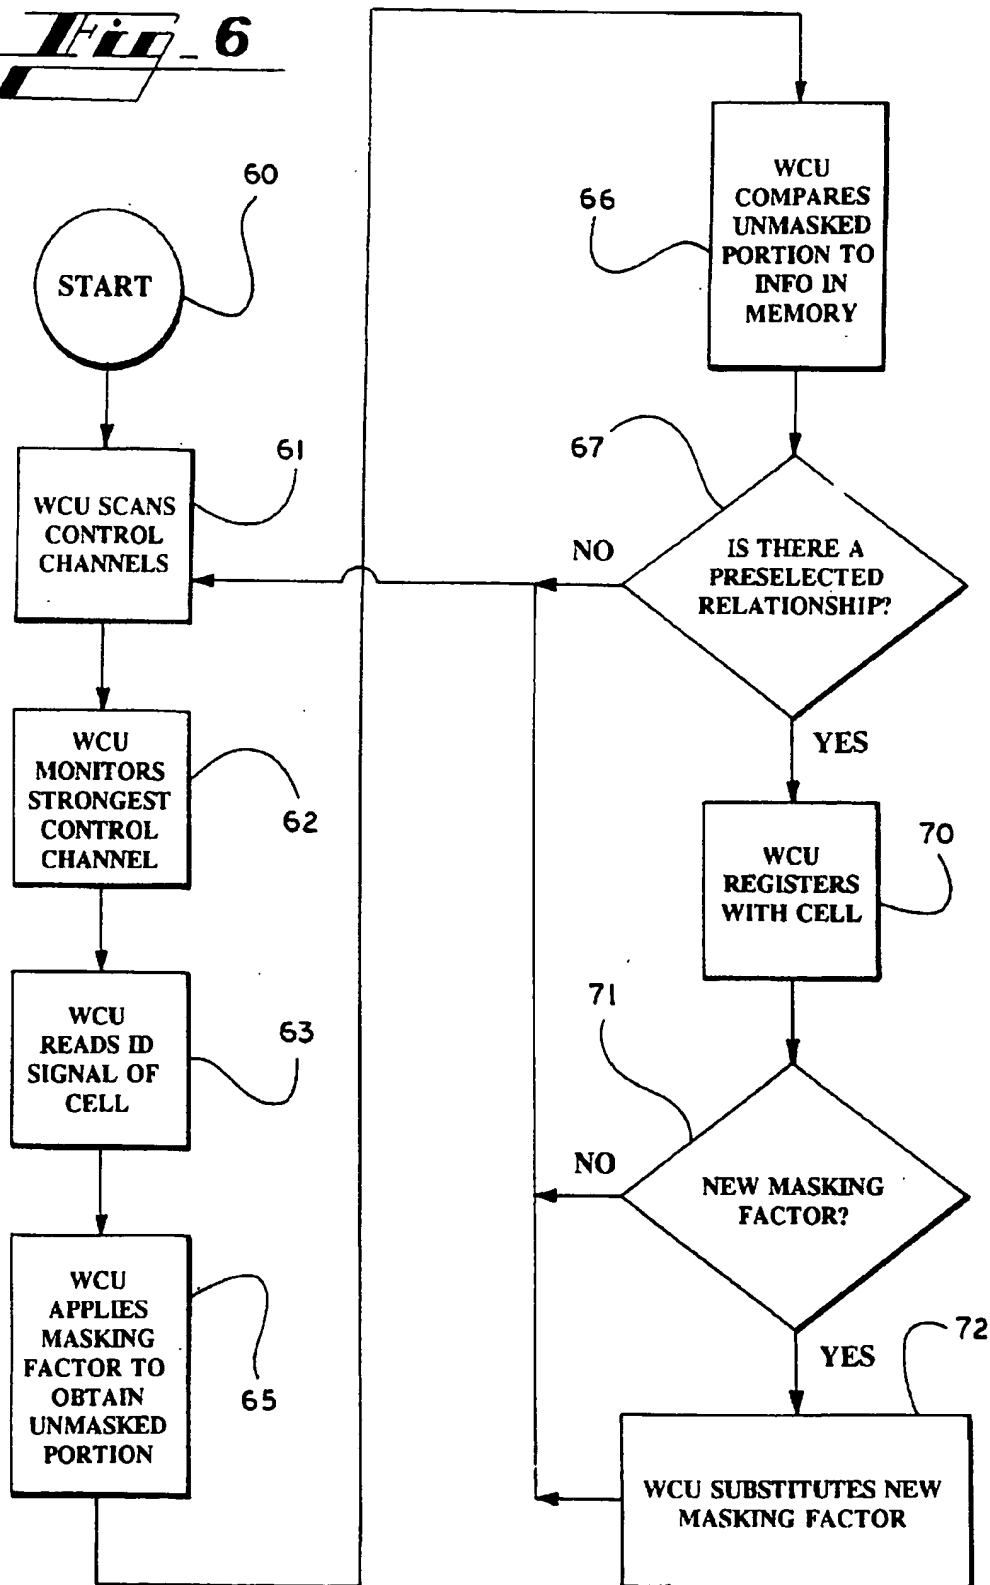 Fig_6
60
START
61
WCU SCANS
CONTROL
CHANNELS
62
WCU
MONITORS
STRONGEST
CONTROL
CHANNEL
63
WCU
READS ID
SIGNAL OF
CELL
65
WCU
APPLIES
MASKING
FACTOR TO
OBTAIN
UNMASKED
PORTION
66
WCU
COMPARES
UNMASKED
PORTION TO
INFO IN
MEMORY
67
IS THERE A
PRESELECTED
RELATIONSHIP?
NO
YES
70
WCU
REGISTERS
WITH CELL
71
NEW MASKING
FACTOR?
NO
YES
72
WCU SUBSTITUTES NEW
MASKING FACTOR